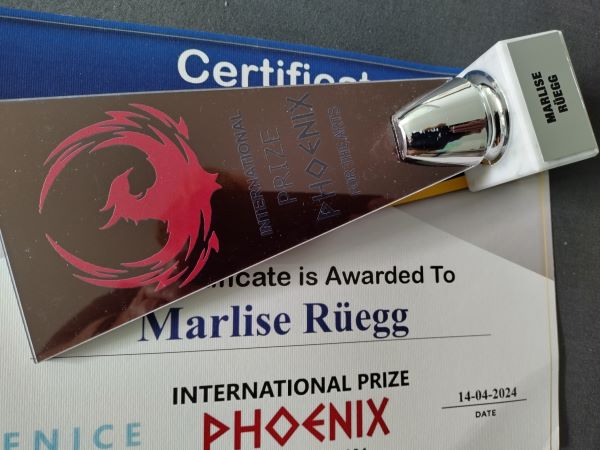 Certificat
INTERNATIONAL
PRIZE
PHOENIX
FOR THE ARTS
MARLISE
RÜEGG
ificate is Awarded To
Marlise Rüegg
INTERNATIONAL PRIZE
PHOENIX
14-04-2024
DATE
ENICE